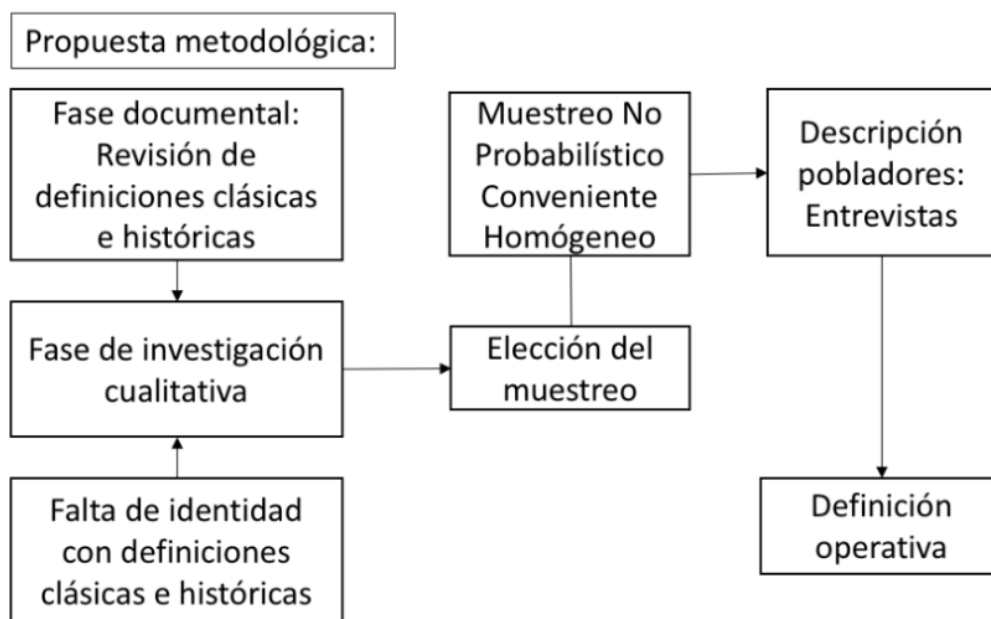 Propuesta metodológica:
Fase documental:
Revisión de
definiciones clásicas
e históricas
Fase de investigación
cualitativa
Falta de identidad
con definiciones
clásicas e históricas
Muestreo No
Probabilístico
Conveniente
Homógeneo
Elección del
muestreo
Descripción
pobladores:
Entrevistas
Definición
operativa